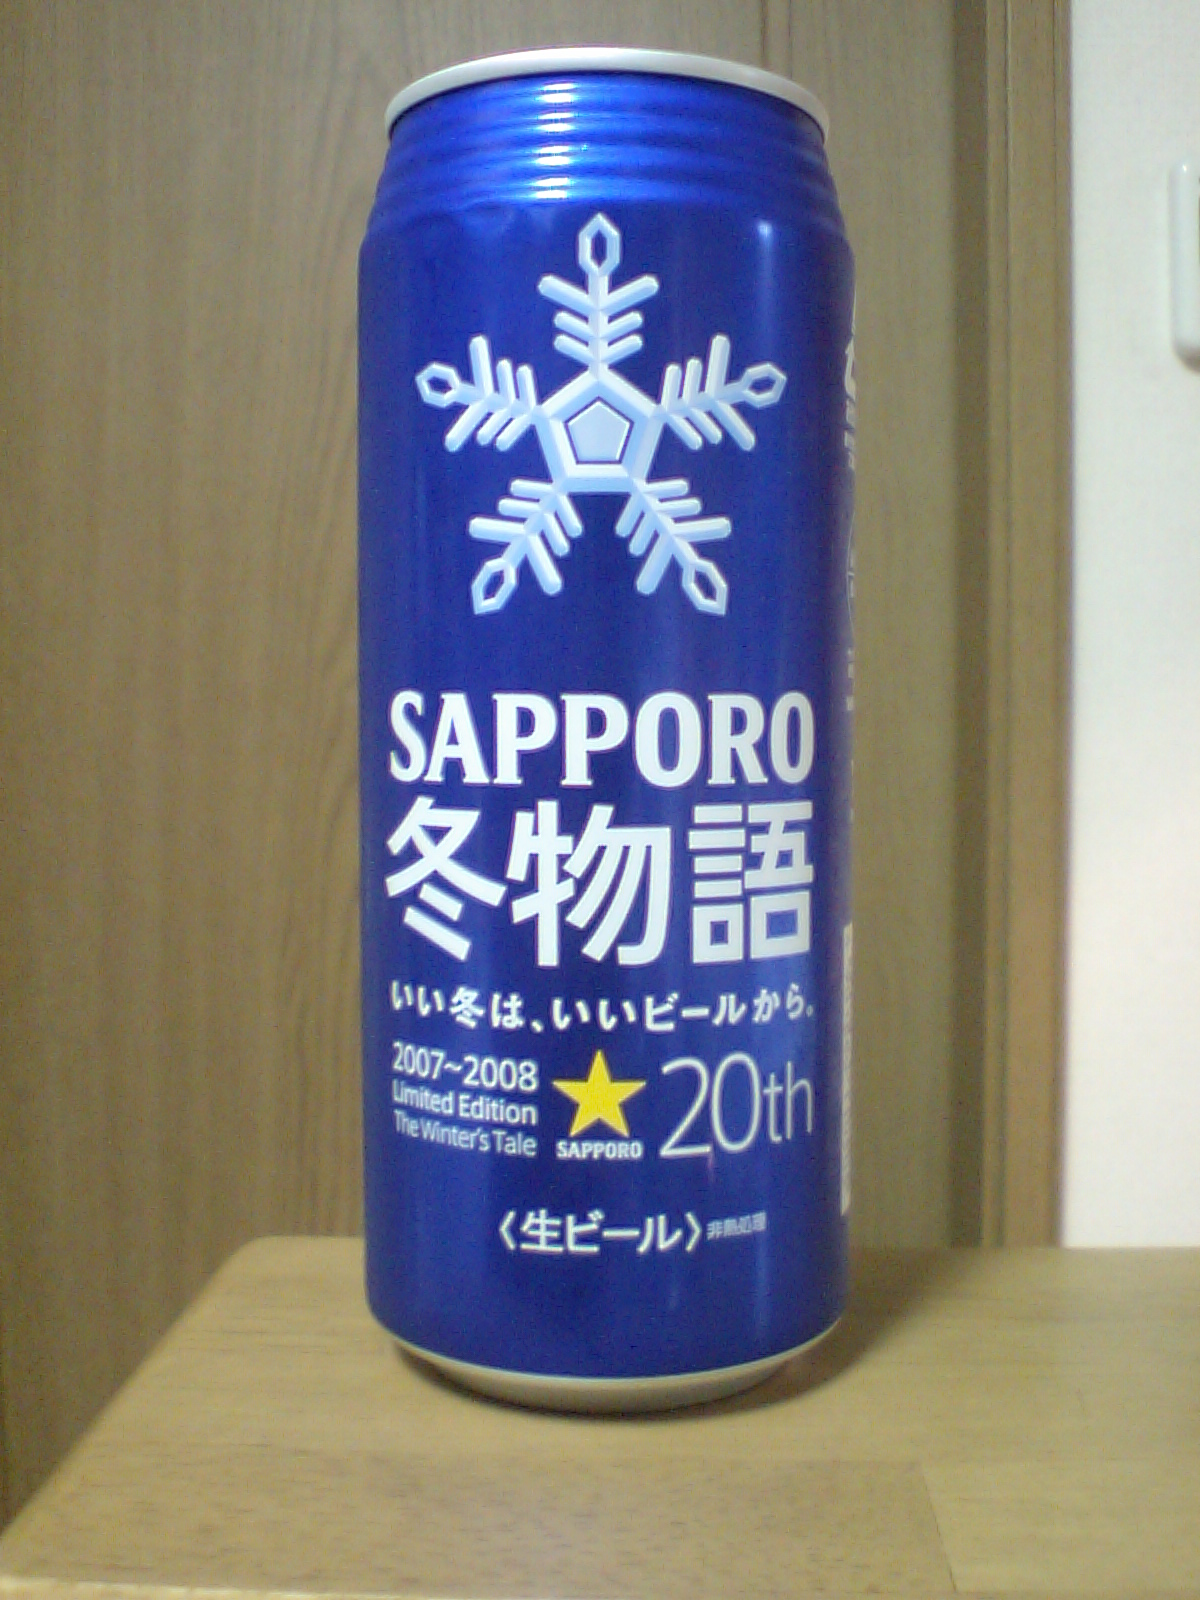 SAPPORO
冬物語
いい冬は、いいビールから。
2007~2008
Limited Edition
The Winter's Tale
SAPPORO
20th
〈生ビール〉非熱処理